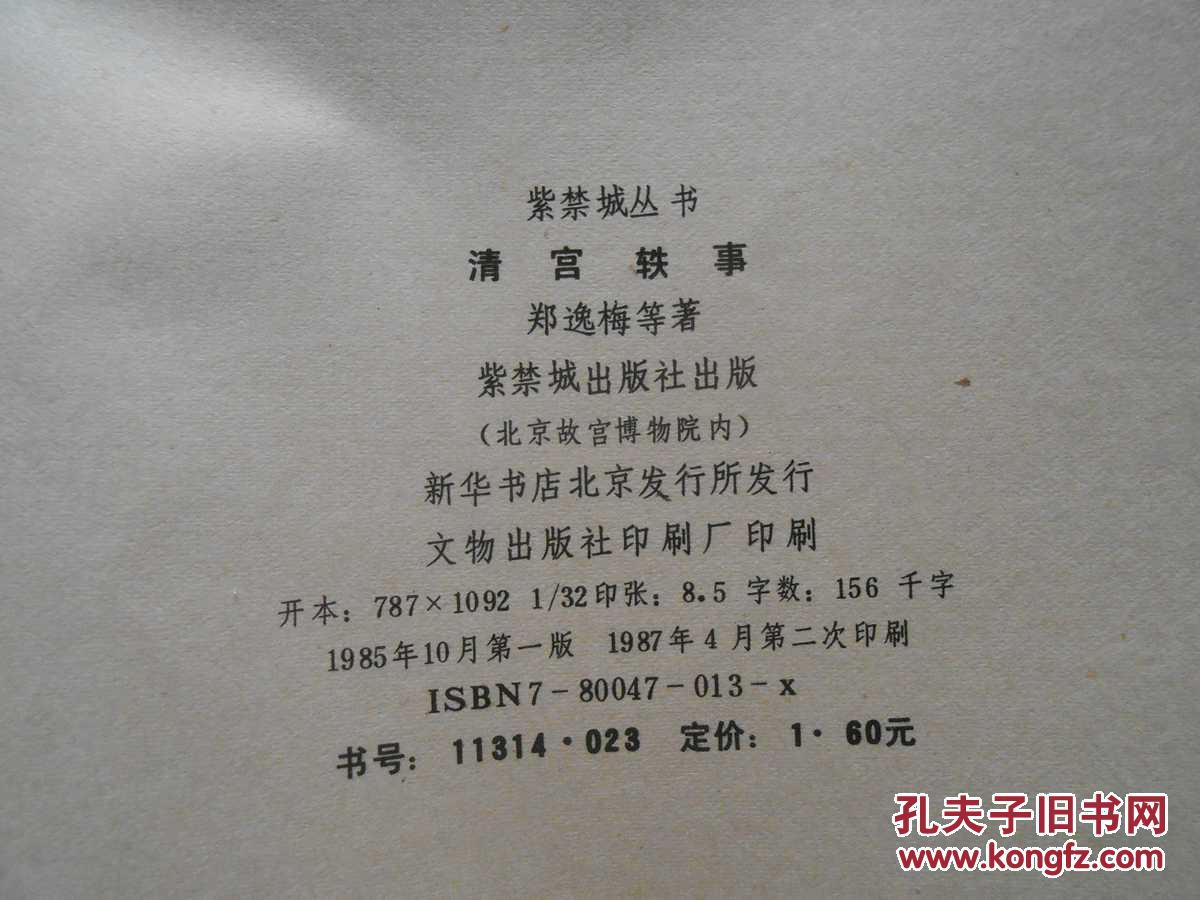 紫禁城丛书
清宫轶事
郑逸梅等著
紫禁城出版社出版
（北京故宫博物院内）
新华书店北京发行所发行
文物出版社印刷厂印刷
开本：787×1092 1/32印张：8.5 字数：156 千字
1985年10月第一版 1987年4月第二次印刷
ISBN7-80047-013-x
书号：11314·023 定价：1·60元
孔夫子旧书网
www.kongfz.com